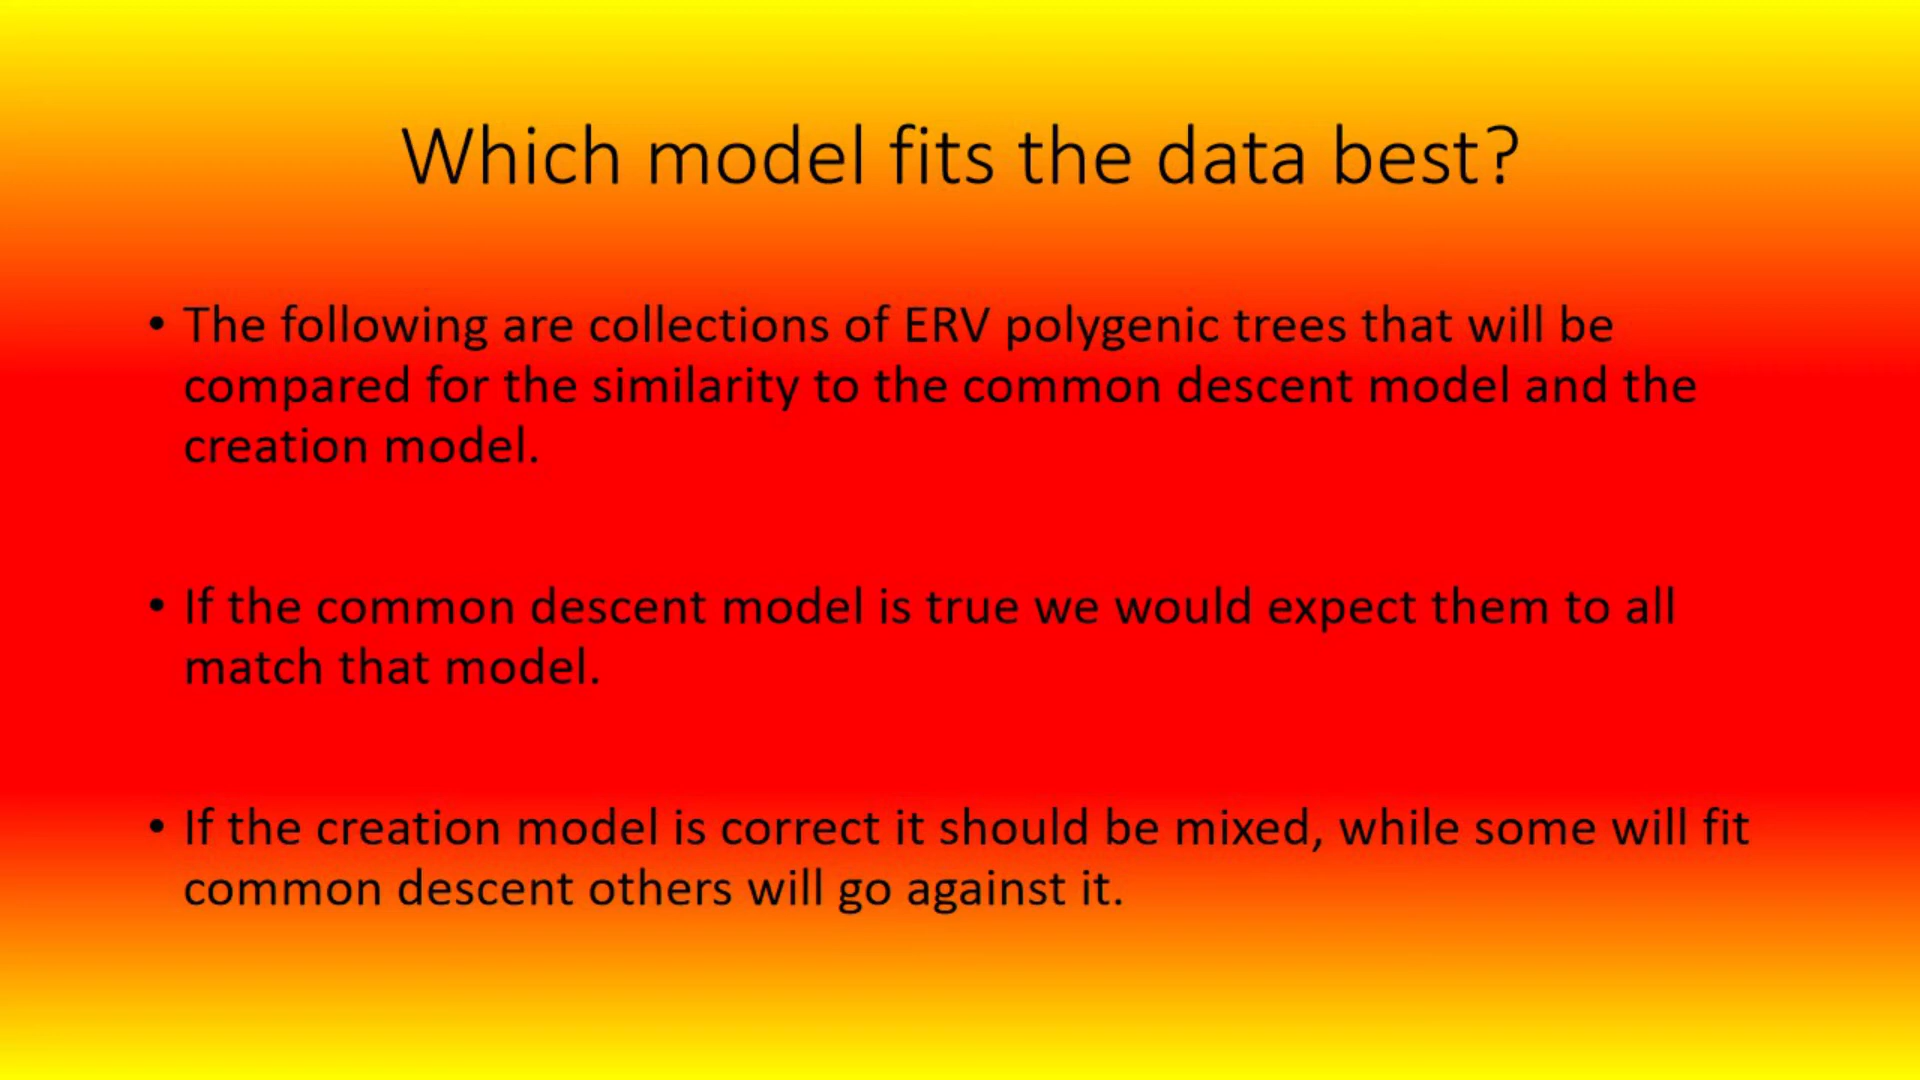 Which model fits the data best?
• The following are collections of ERV polygenic trees that will be
compared for the similarity to the common descent model and the
creation model.
• If the common descent model is true we would expect them to all
match that model.
• If the creation model is correct it should be mixed, while some will fit
common descent others will go against it.